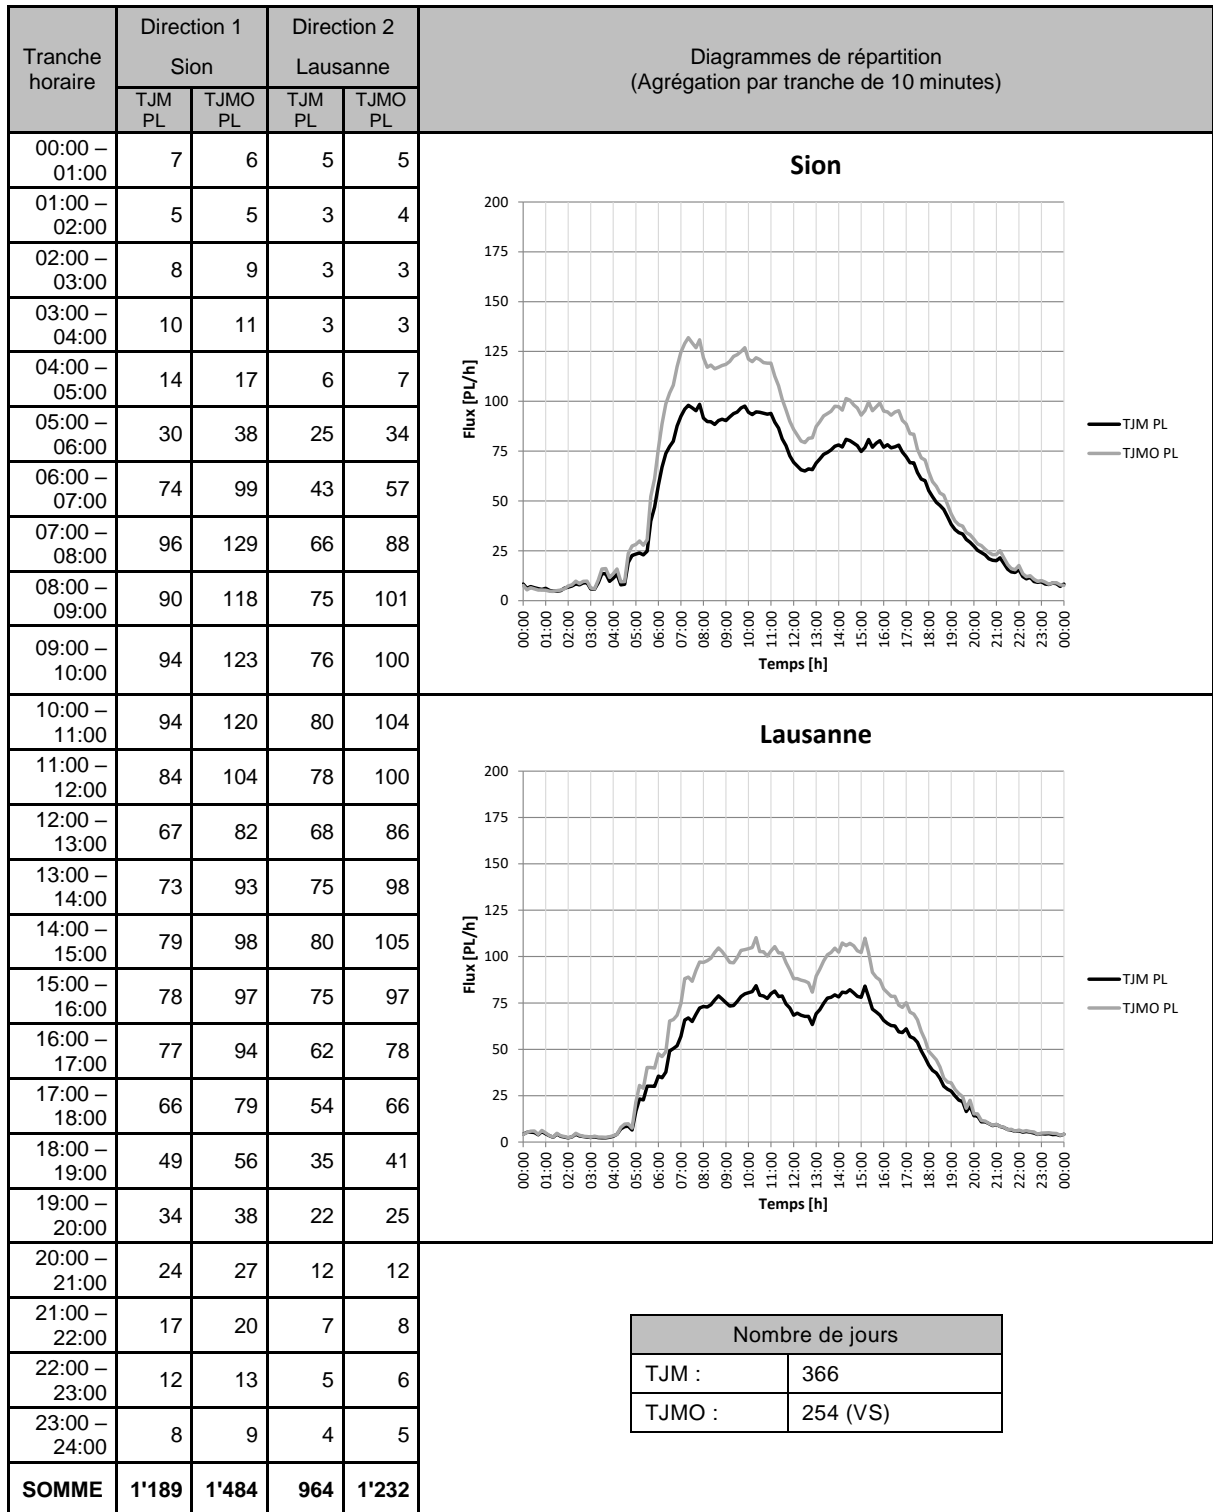 Tranche horaire
Direction 1
Sion
Direction 2
Lausanne
Diagrammes de répartition
(Agrégation par tranche de 10 minutes)
TJM PL
TJMO PL
TJM PL
TJMO PL
00:00 – 01:00 7 6 5 5
01:00 – 02:00 5 5 3 4
02:00 – 03:00 8 9 3 3
03:00 – 04:00 10 11 3 3
04:00 – 05:00 14 17 6 7
05:00 – 06:00 30 38 25 34
06:00 – 07:00 74 99 43 57
07:00 – 08:00 96 129 66 88
08:00 – 09:00 90 118 75 101
09:00 – 10:00 94 123 76 100
10:00 – 11:00 94 120 80 104
11:00 – 12:00 84 104 78 100
12:00 – 13:00 67 82 68 86
13:00 – 14:00 73 93 75 98
14:00 – 15:00 79 98 80 105
15:00 – 16:00 78 97 75 97
16:00 – 17:00 77 94 62 78
17:00 – 18:00 66 79 54 66
18:00 – 19:00 49 56 35 41
19:00 – 20:00 34 38 22 25
20:00 – 21:00 24 27 12 12
21:00 – 22:00 17 20 7 8
22:00 – 23:00 12 13 5 6
23:00 – 24:00 8 9 4 5
SOMME 1'189 1'484 964 1'232
Sion
Flux [PL/h]
200
175
150
125
100
75
50
25
0
00:00 01:00 02:00 03:00 04:00 05:00 06:00 07:00 08:00 09:00 10:00 11:00 12:00 13:00 14:00 15:00 16:00 17:00 18:00 19:00 20:00 21:00 22:00 23:00 00:00
Temps [h]
TJM PL
TJMO PL
Lausanne
Flux [PL/h]
200
175
150
125
100
75
50
25
0
00:00 01:00 02:00 03:00 04:00 05:00 06:00 07:00 08:00 09:00 10:00 11:00 12:00 13:00 14:00 15:00 16:00 17:00 18:00 19:00 20:00 21:00 22:00 23:00 00:00
Temps [h]
TJM PL
TJMO PL
Nombre de jours
TJM : 366
TJMO : 254 (VS)